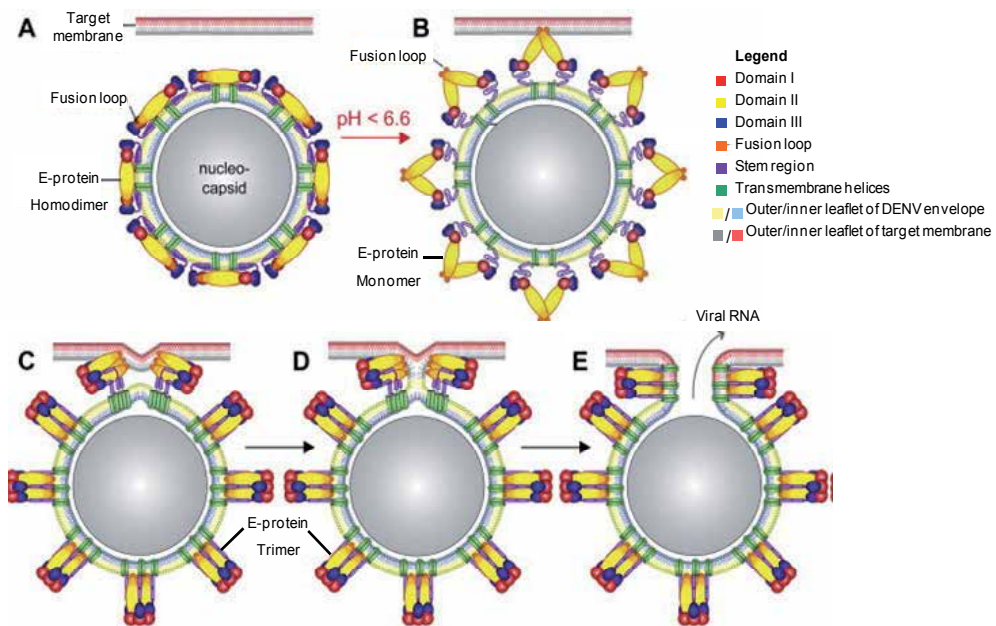 A
Target
membrane
Fusion loop
E-protein
Homodimer
nucleo-
capsid
pH < 6.6
B
Fusion loop
E-protein
Monomer
Legend
Domain I
Domain II
Domain III
Fusion loop
Stem region
Transmembrane helices
/ Outer/inner leaflet of DENV envelope
/ Outer/inner leaflet of target membrane
C
D
E
Viral RNA
E-protein
Trimer